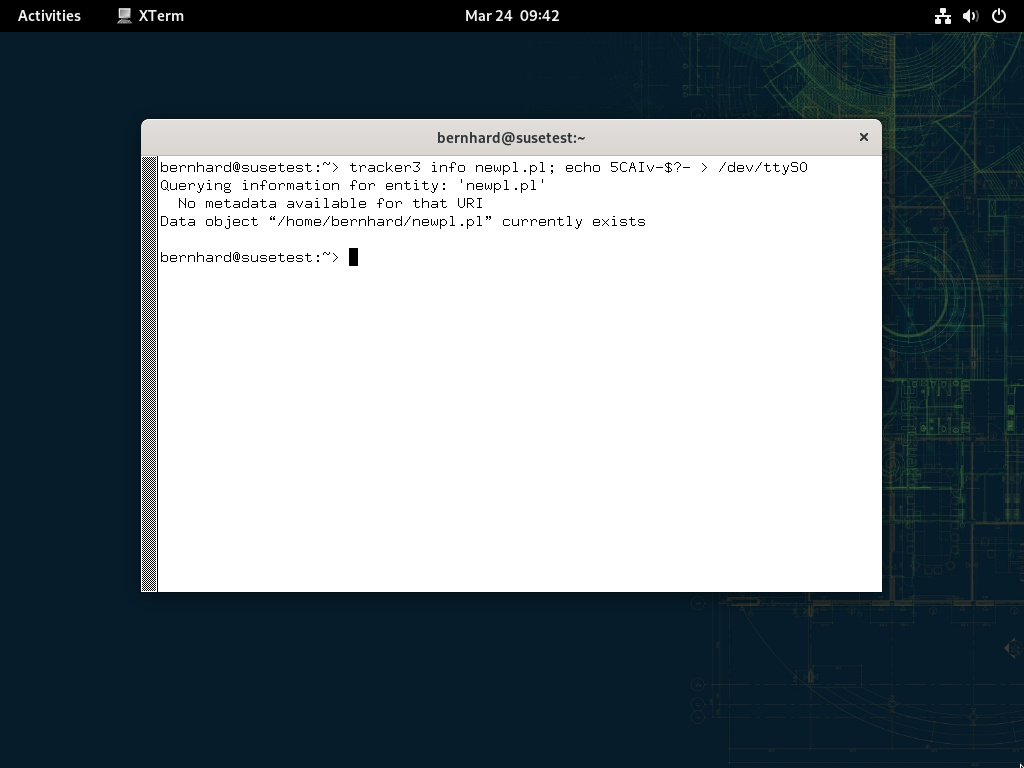 Activities XTerm Mar 24 09:42
bernhard@susetest:~
bernhard@susetest:~> tracker3 info newpl.pl; echo 5CAIv-$?- > /dev/ttyS0
Querying information for entity: 'newpl.pl'
No metadata available for that URI
Data object “/home/bernhard/newpl.pl” currently exists
bernhard@susetest:~>